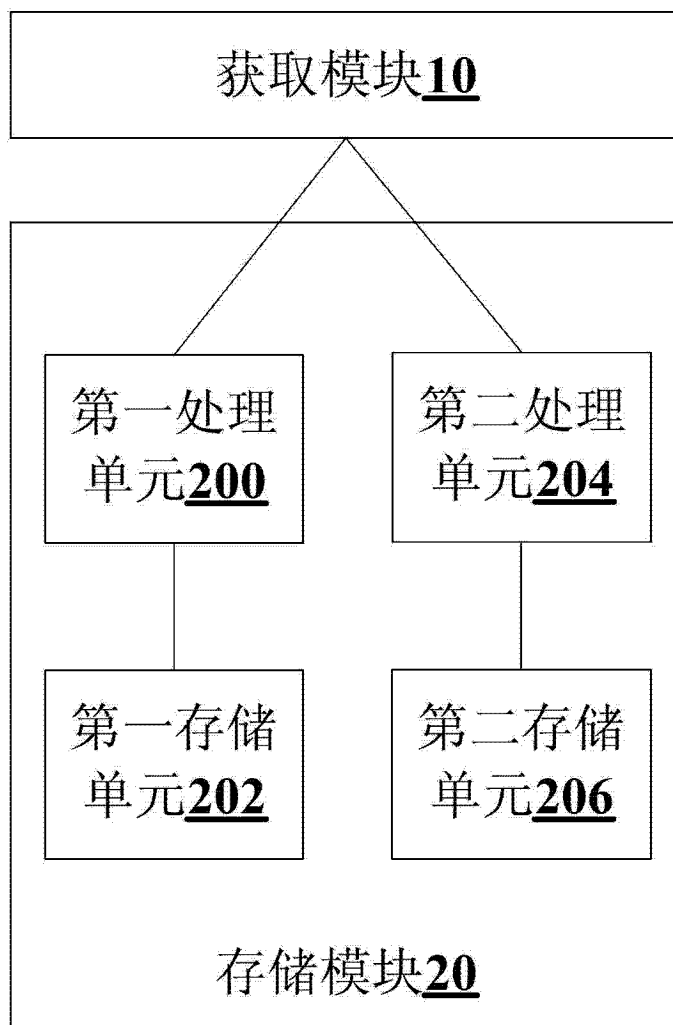 获取模块10
第一处理
单元200
第二处理
单元204
第一存储
单元202
第二存储
单元206
存储模块20